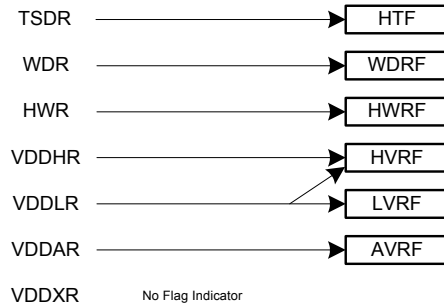 TSDR HTF
WDR WDRF
HWR HWRF
VDDHR HVRF
VDDLR LVRF
VDDAR AVRF
VDDXR No Flag Indicator